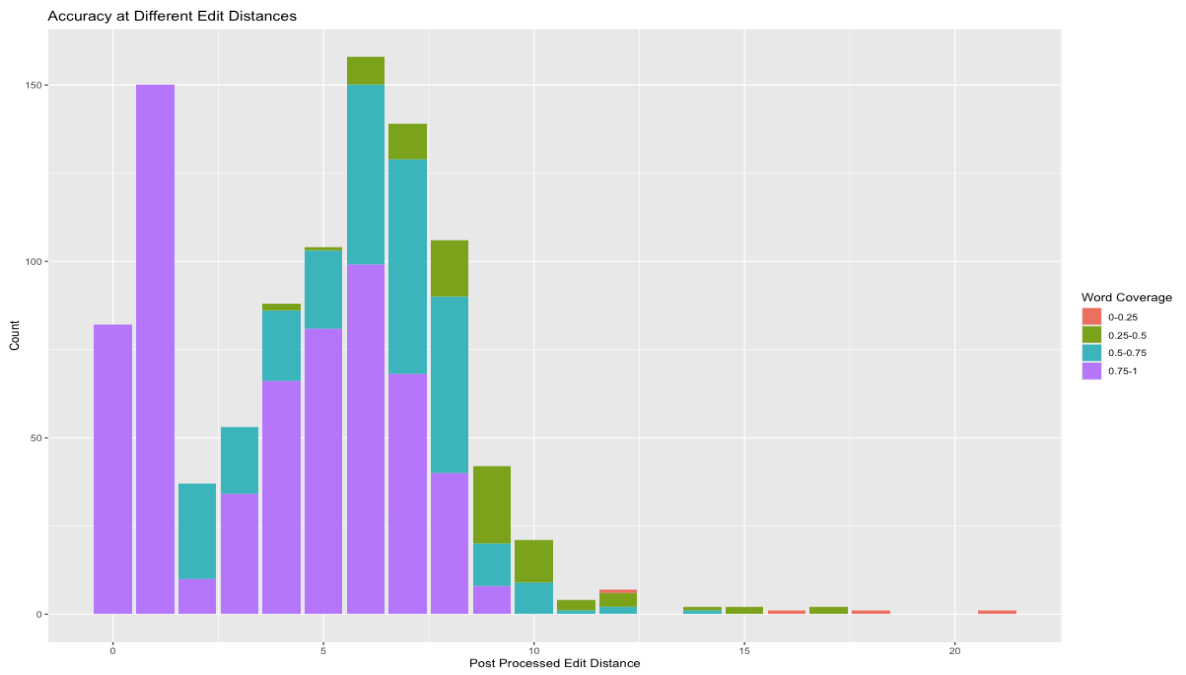 Accuracy at Different Edit Distances
150
100
50
0
Count
0 5 10 15 20
Post Processed Edit Distance
Word Coverage
0-0.25
0.25-0.5
0.5-0.75
0.75-1